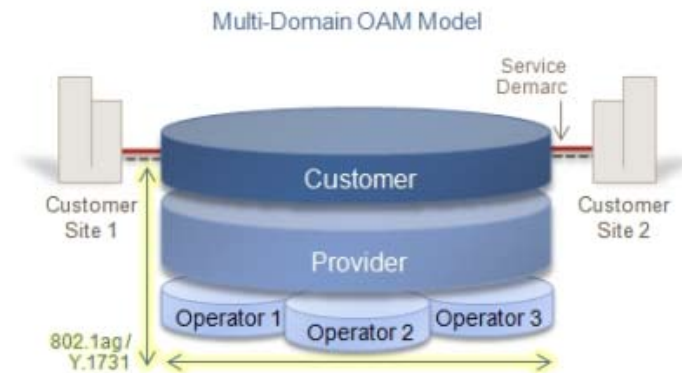 Multi-Domain OAM Model
Service
Demarc
Customer
Site 1
Customer
Customer
Site 2
Provider
Operator 1
Operator 2
Operator 3
802.1ag/
Y.1731